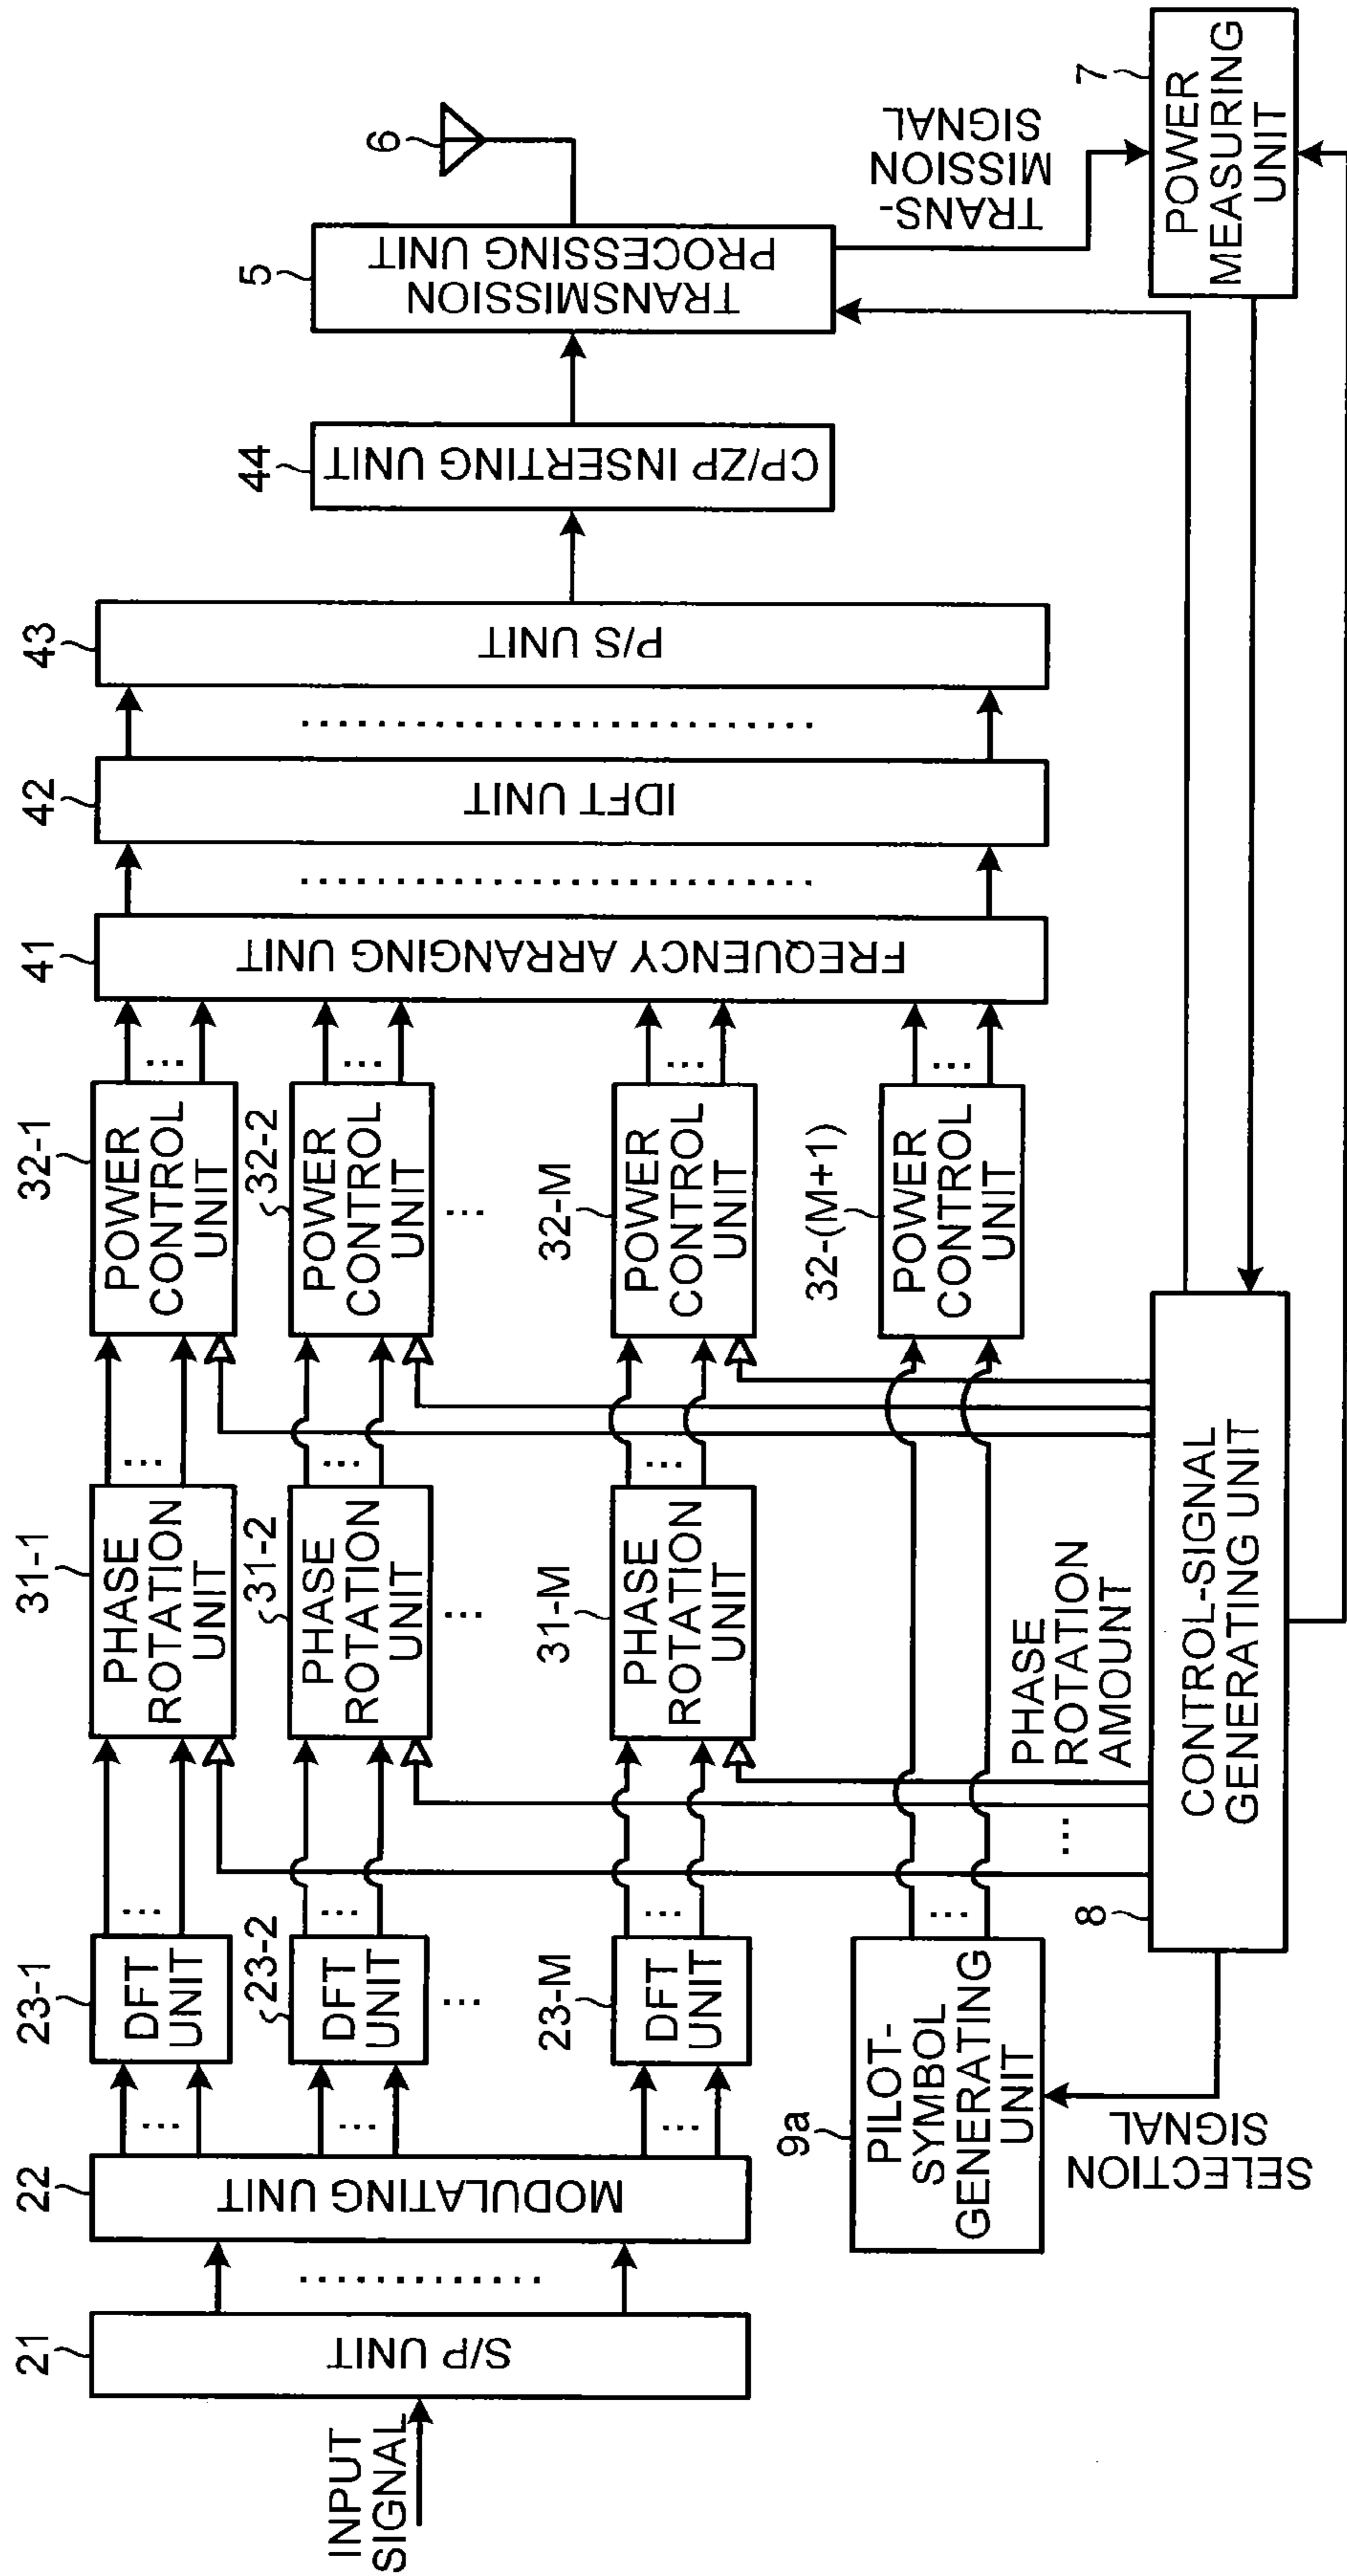 INPUT
SIGNAL
21
S/P UNIT
22
MODULATING UNIT
23-1
DFT
UNIT
23-2
DFT
UNIT
...
23-M
DFT
UNIT
31-1
PHASE
ROTATION
UNIT
31-2
PHASE
ROTATION
UNIT
...
31-M
PHASE
ROTATION
UNIT
32-1
POWER
CONTROL
UNIT
32-2
POWER
CONTROL
UNIT
...
32-M
POWER
CONTROL
UNIT
32-(M+1)
POWER
CONTROL
UNIT
9a
PILOT-
SYMBOL
GENERATING
UNIT
SELECTION
SIGNAL
8
CONTROL-SIGNAL
GENERATING UNIT
PHASE
ROTATION
AMOUNT
41
FREQUENCY ARRANGING UNIT
42
IDFT UNIT
43
P/S UNIT
44
CP/ZP INSERTING UNIT
5
TRANSMISSION
PROCESSING UNIT
6
TRANS-
MISSION
SIGNAL
7
POWER
MEASURING
UNIT